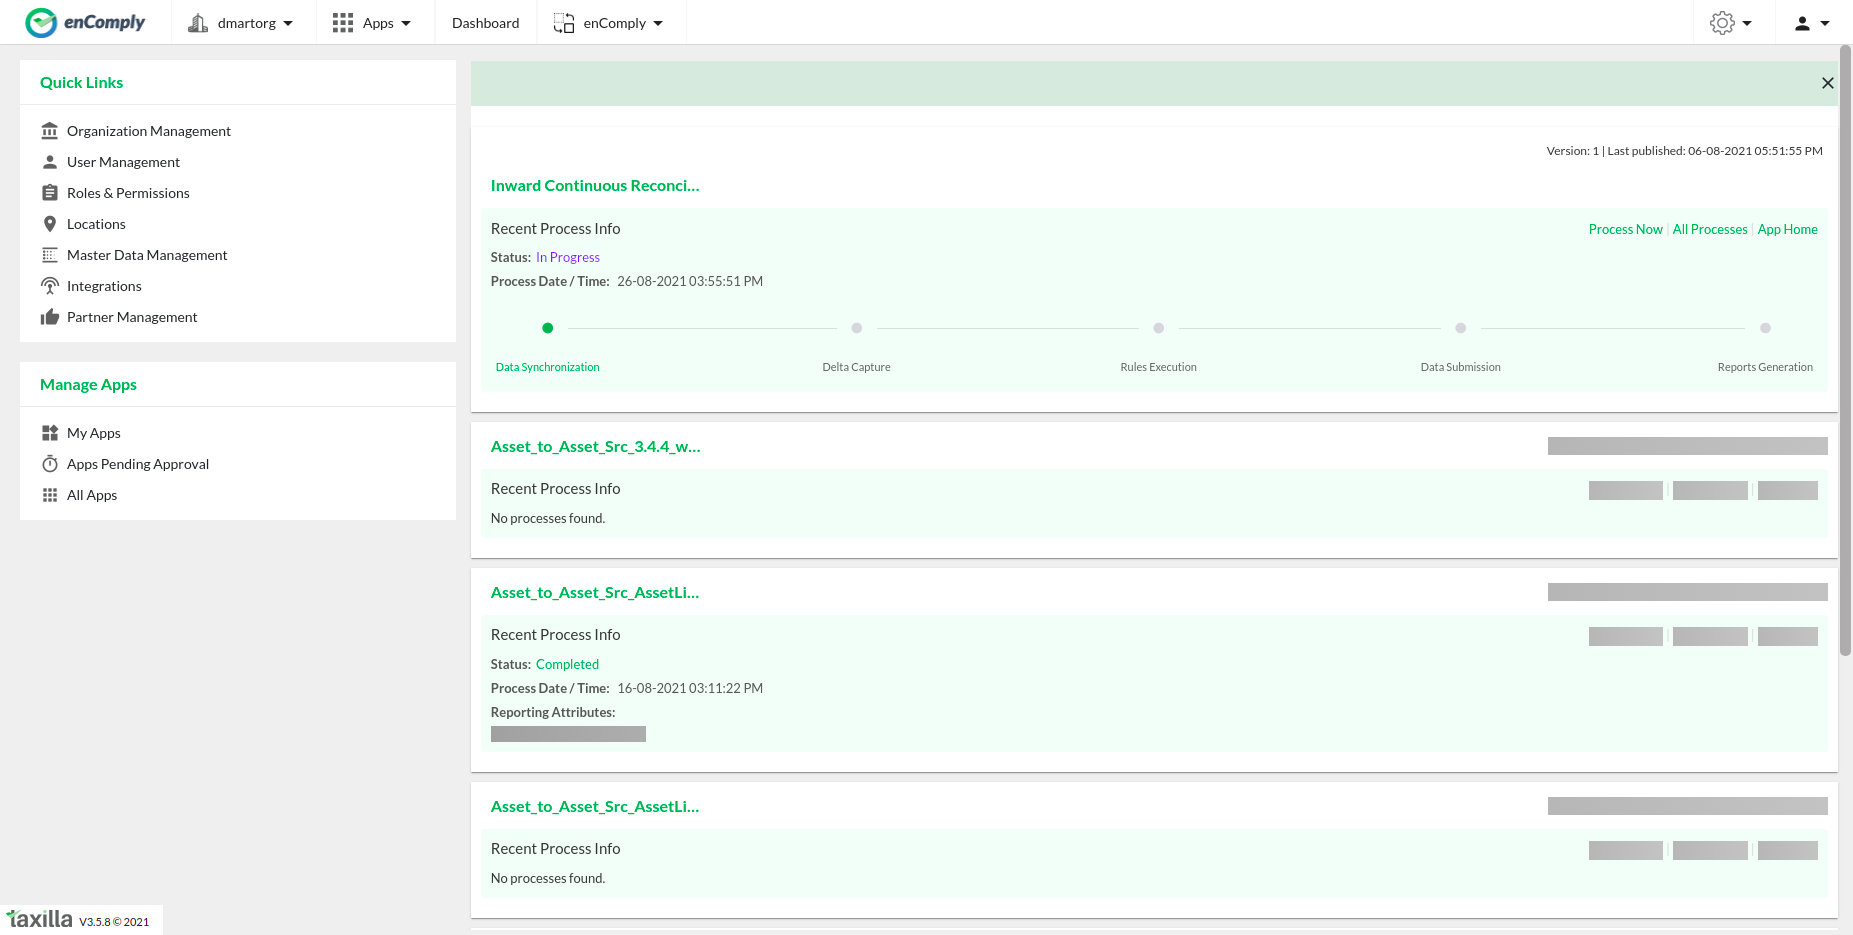 enComply
dmartorg
Apps
Dashboard
enComply
Quick Links
Organization Management
User Management
Roles & Permissions
Locations
Master Data Management
Integrations
Partner Management
Manage Apps
My Apps
Apps Pending Approval
All Apps
Version: 1 | Last published: 06-08-2021 05:51:55 PM
Inward Continuous Reconci...
Recent Process Info
Process Now | All Processes | App Home
Status: In Progress
Process Date / Time: 26-08-2021 03:55:51 PM
Data Synchronization
Delta Capture
Rules Execution
Data Submission
Reports Generation
Asset_to_Asset_Src_3.4.4_w...
Recent Process Info
No processes found.
Asset_to_Asset_Src_AssetLi...
Recent Process Info
Status: Completed
Process Date / Time: 16-08-2021 03:11:22 PM
Reporting Attributes:
Asset_to_Asset_Src_AssetLi...
Recent Process Info
No processes found.
taxilla V3.5.8 © 2021